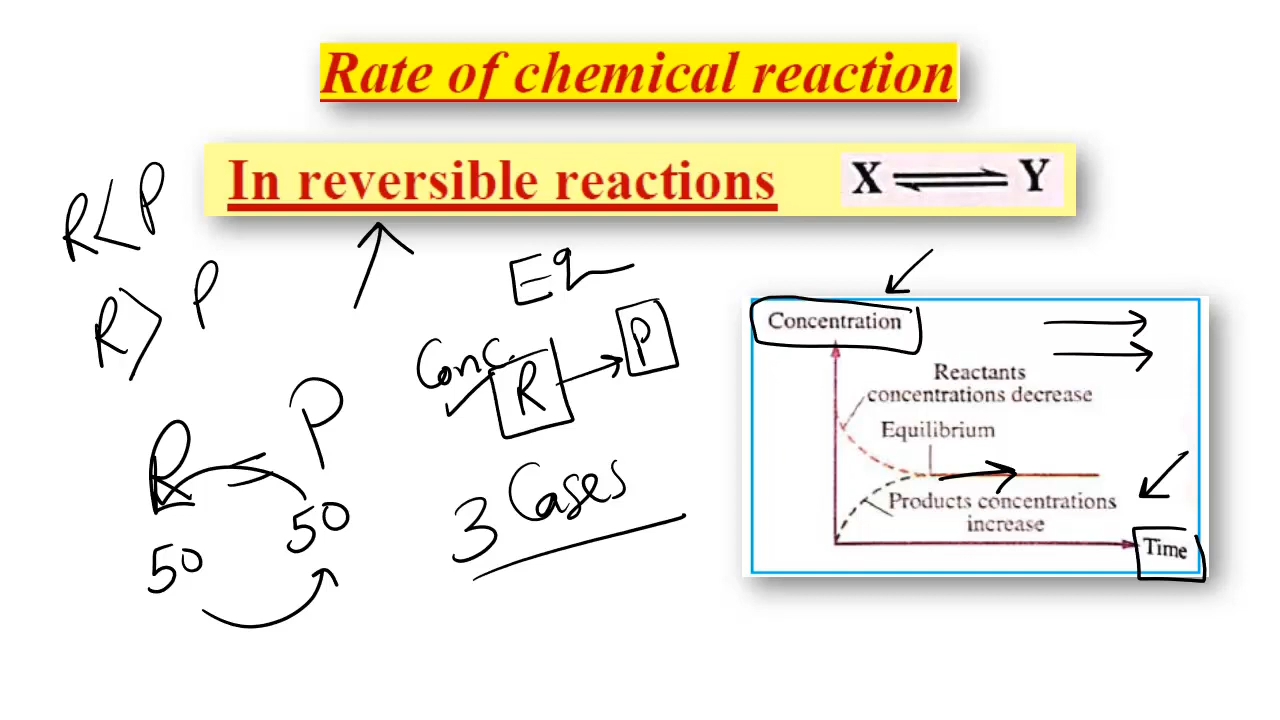 Rate of chemical reaction
In reversible reactions
X ⇌ Y
R < P
R > P
Eq
Conc.
R → P
R P
50 50
3 Cases
Concentration
Reactants
concentrations decrease
Equilibrium
Products concentrations
increase
Time